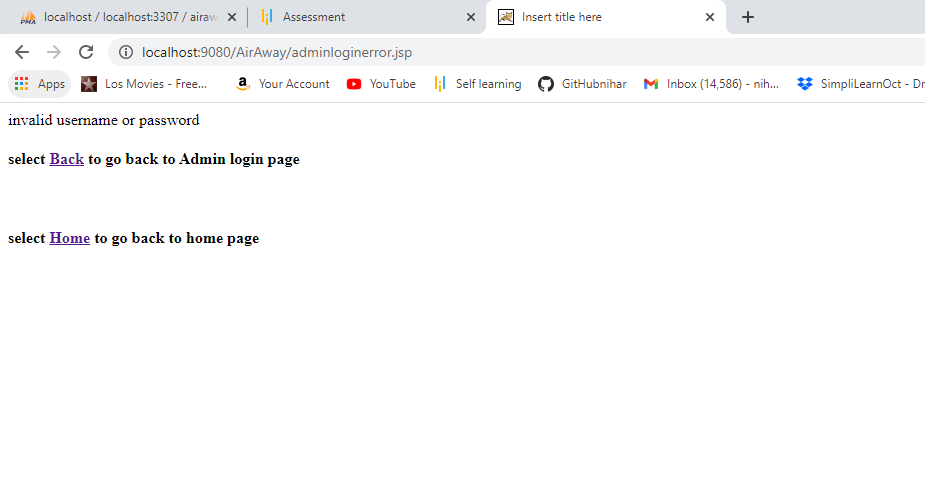 PMA localhost / localhost:3307 / airaw
Assessment
Insert title here
localhost:9080/AirAway/adminloginerror.jsp
Apps Los Movies - Free... a Your Account YouTube Self learning GitHubnihar Inbox (14,586) - nih... SimpliLearnOct - Dr
invalid username or password
select Back to go back to Admin login page
select Home to go back to home page